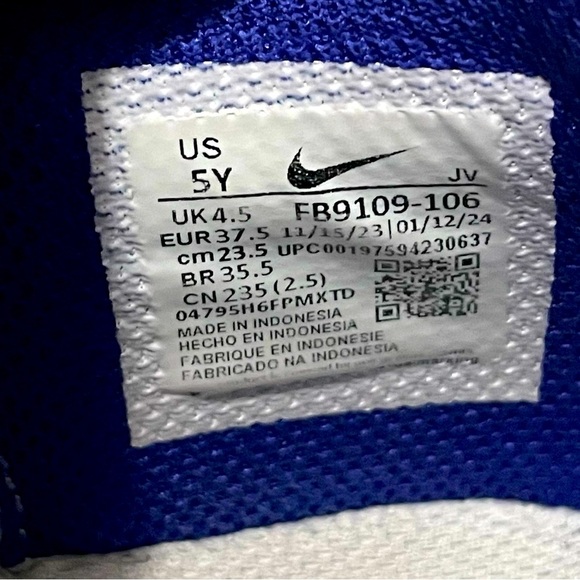 US
5Y
JV
UK 4.5 FB9109-106
EUR 37.5 11/15/23|01/12/24
cm 23.5 UPC00197594230637
BR 35.5
CN 235 (2.5)
04795H6FPMXTD
MADE IN INDONESIA
HECHO EN INDONESIA
FABRIQUE EN INDONESIE
FABRICADO NA INDONESIA